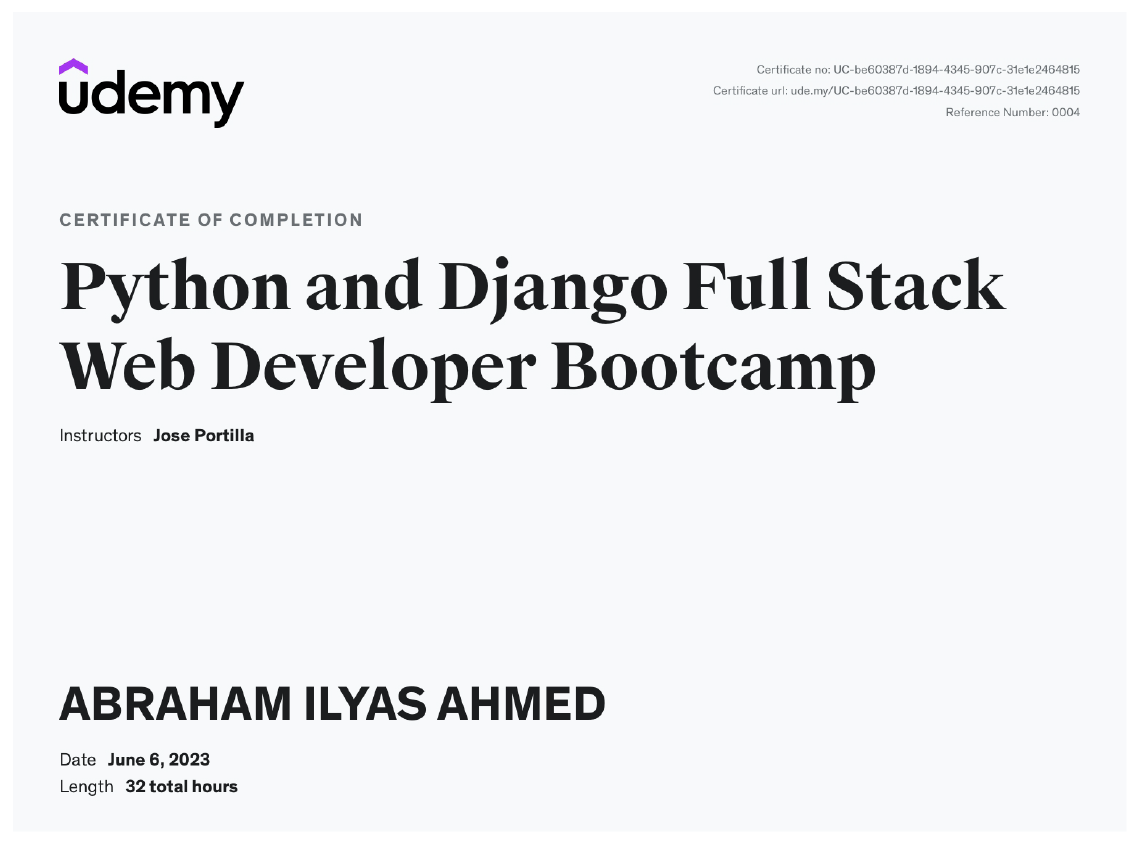 udemy
Certificate no: UC-be60387d-1894-4345-907c-31e1e2464815
Certificate url: ude.my/UC-be60387d-1894-4345-907c-31e1e2464815
Reference Number: 0004
CERTIFICATE OF COMPLETION
Python and Django Full Stack
Web Developer Bootcamp
Instructors Jose Portilla
ABRAHAM ILYAS AHMED
Date June 6, 2023
Length 32 total hours